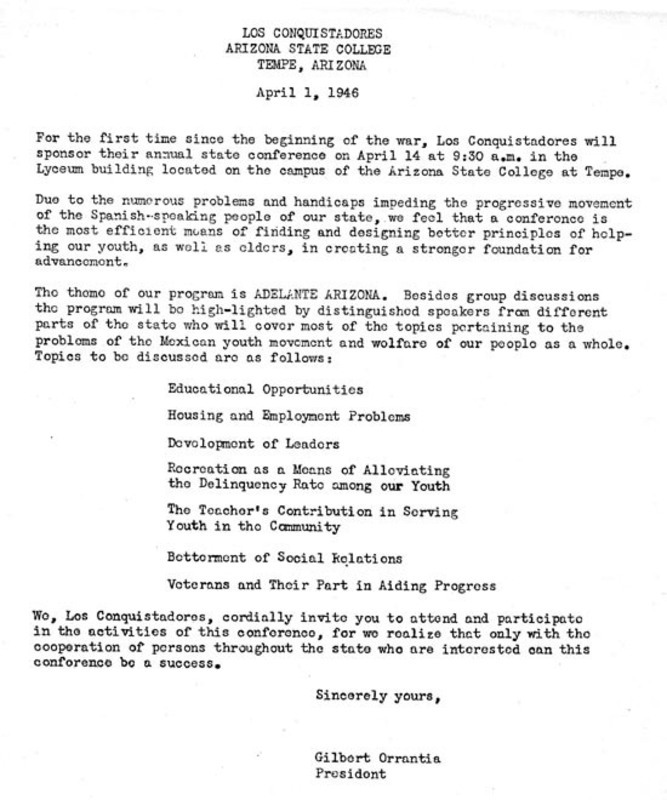 LOS CONQUISTADORES
ARIZONA STATE COLLEGE
TEMPE, ARIZONA
April 1, 1946
For the first time since the beginning of the war, Los Conquistadores will
sponsor their annual state conference on April 14 at 9:30 a.m. in the
Lyceum building located on the campus of the Arizona State College at Tempe.
Due to the numerous problems and handicaps impeding the progressive movement
of the Spanish-speaking people of our state, we feel that a conference is
the most efficient means of finding and designing better principles of help-
ing our youth, as well as elders, in creating a stronger foundation for
advancement.
The theme of our program is ADELANTE ARIZONA. Besides group discussions
the program will be high-lighted by distinguished speakers from different
parts of the state who will cover most of the topics pertaining to the
problems of the Mexican youth movement and welfare of our people as a whole.
Topics to be discussed are as follows:
Educational Opportunities
Housing and Employment Problems
Development of Leaders
Recreation as a Means of Alleviating
the Delinquency Rate among our Youth
The Teacher's Contribution in Serving
Youth in the Community
Betterment of Social Relations
Veterans and Their Part in Aiding Progress
We, Los Conquistadores, cordially invite you to attend and participate
in the activities of this conference, for we realize that only with the
cooperation of persons throughout the state who are interested can this
conference be a success.
Sincerely yours,
Gilbert Orrantia
President